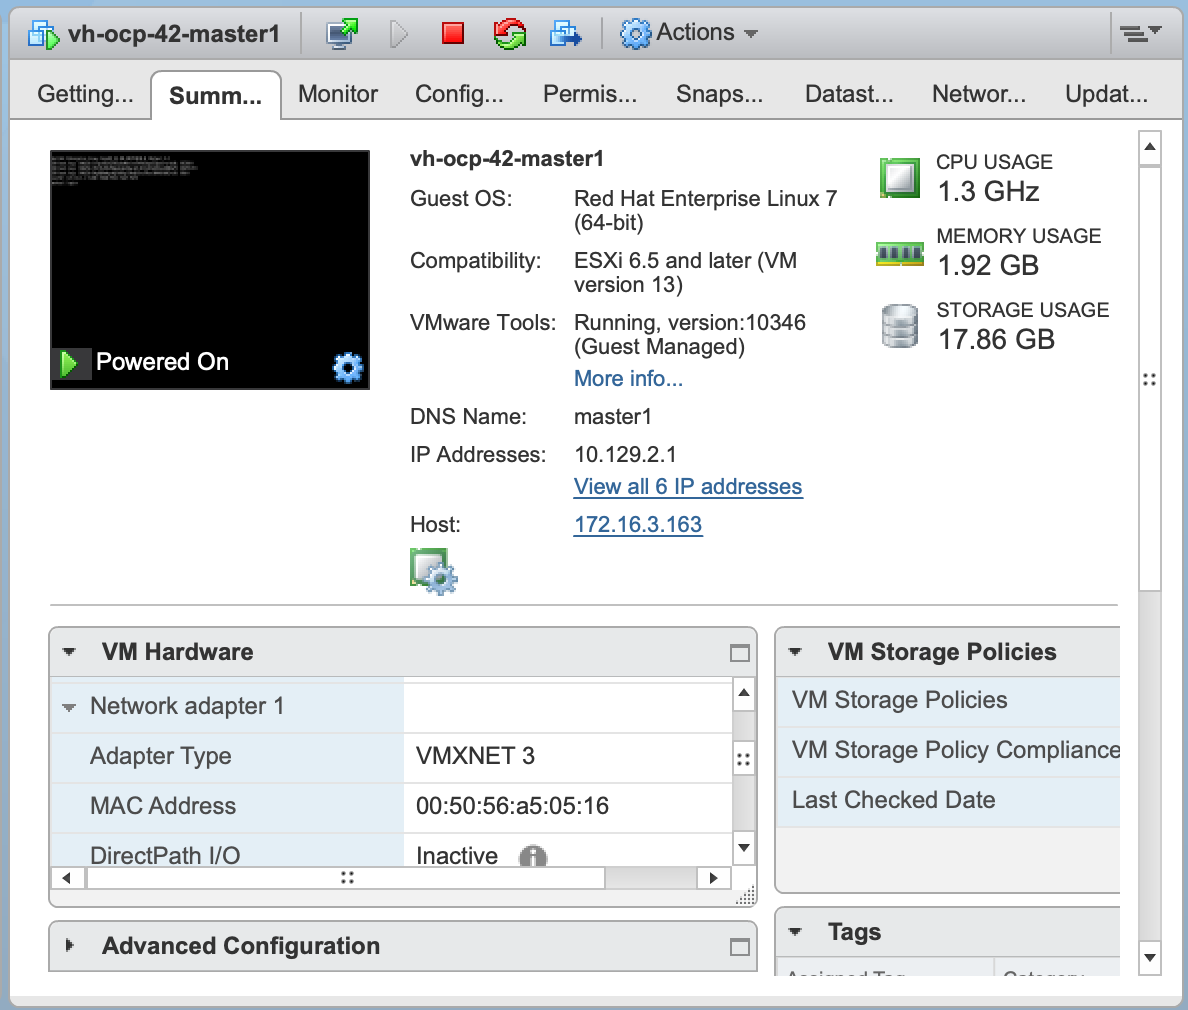 vh-ocp-42-master1
Actions
Getting...
Summ...
Monitor
Config...
Permis...
Snaps...
Datast...
Networ...
Updat...
Powered On
vh-ocp-42-master1
Guest OS: Red Hat Enterprise Linux 7
(64-bit)
Compatibility: ESXi 6.5 and later (VM
version 13)
VMware Tools: Running, version:10346
(Guest Managed)
More info...
DNS Name: master1
IP Addresses: 10.129.2.1
View all 6 IP addresses
Host: 172.16.3.163
CPU USAGE
1.3 GHz
MEMORY USAGE
1.92 GB
STORAGE USAGE
17.86 GB
VM Hardware
Network adapter 1
Adapter Type VMXNET 3
MAC Address 00:50:56:a5:05:16
DirectPath I/O Inactive
Advanced Configuration
VM Storage Policies
VM Storage Policies
VM Storage Policy Compliance
Last Checked Date
Tags
Assigned Tag Category